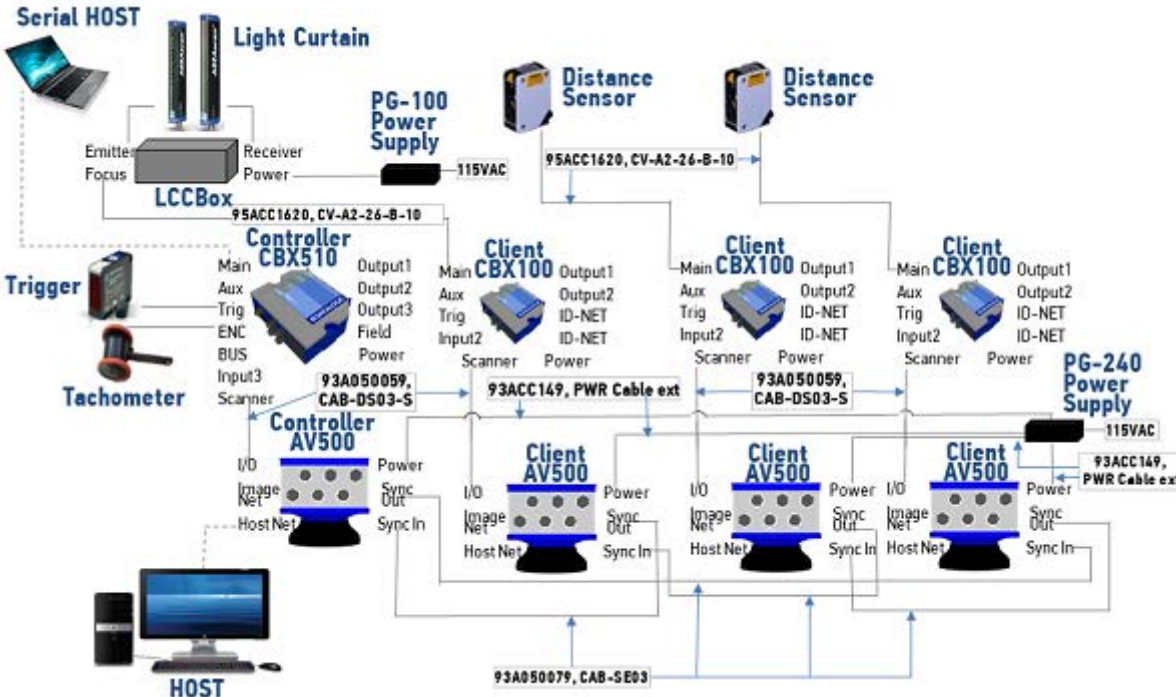 Serial HOST
Light Curtain
Distance
Sensor
Distance
Sensor
PG-100
Power
Supply
115VAC
Emitter
Focus
Receiver
Power
LCCBox
95ACC1620, CV-A2-26-B-10
95ACC1620, CV-A2-26-B-10
Trigger
Tachometer
Controller
CBX510
Main
Aux
Trig
ENC
BUS
Input3
Scanner
Output1
Output2
Output3
Field
Power
Client
CBX100
Main
Aux
Trig
Input2
Scanner
Output1
Output2
ID-NET
ID-NET
Power
Client
CBX100
Main
Aux
Trig
Input2
Scanner
Output1
Output2
ID-NET
ID-NET
Power
Client
CBX100
Main
Aux
Trig
Input2
Scanner
Output1
Output2
ID-NET
ID-NET
Power
93A050059,
CAB-DS03-S
93ACC149, PWR Cable ext
93A050059,
CAB-DS03-S
PG-240
Power
Supply
115VAC
93ACC149,
PWR Cable ext
Controller
AV500
I/O
Image
Net
Host Net
Power
Sync
Out
Sync In
Client
AV500
I/O
Image
Net
Host Net
Power
Sync
Out
Sync In
Client
AV500
I/O
Image
Net
Host Net
Power
Sync
Out
Sync In
Client
AV500
I/O
Image
Net
Host Net
Power
Sync
Out
Sync In
HOST
93A050079, CAB-SE03